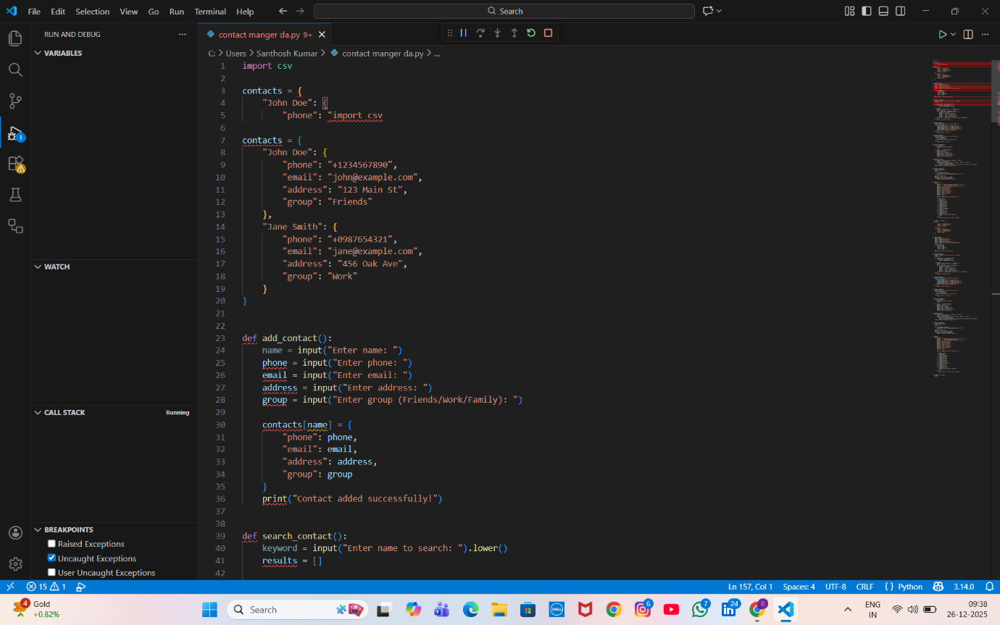 File Edit Selection View Go Run Terminal Help
Search
RUN AND DEBUG
contact manger da.py 9+
VARIABLES
C: > Users > Santhosh Kumar > contact manger da.py > ...
1 import csv
2
3 contacts = {
4 "John Doe": {
5 "phone": "import csv
6
7 contacts = {
8 "John Doe": {
9 "phone": "+1234567890",
10 "email": "john@example.com",
11 "address": "123 Main St",
12 "group": "Friends"
13 },
14 "Jane Smith": {
15 "phone": "+0987654321",
16 "email": "jane@example.com",
17 "address": "456 Oak Ave",
18 "group": "Work"
19 }
20 }
21
22
23 def add_contact():
24 name = input("Enter name: ")
25 phone = input("Enter phone: ")
26 email = input("Enter email: ")
27 address = input("Enter address: ")
28 group = input("Enter group (Friends/Work/Family): ")
29
30 contacts[name] = {
31 "phone": phone,
32 "email": email,
33 "address": address,
34 "group": group
35 }
36 print("Contact added successfully!")
37
38
39 def search_contact():
40 keyword = input("Enter name to search: ").lower()
41 results = []
42
1
WATCH
CALL STACK Running
BREAKPOINTS
Raised Exceptions
Uncaught Exceptions
User Uncaught Exceptions
15 1
Ln 157, Col 1 Spaces: 4 UTF-8 CRLF { } Python 3.14.0
4
Gold
+0.82%
Search
DELL
6
7
24
C
ENG
IN
09:38
26-12-2025